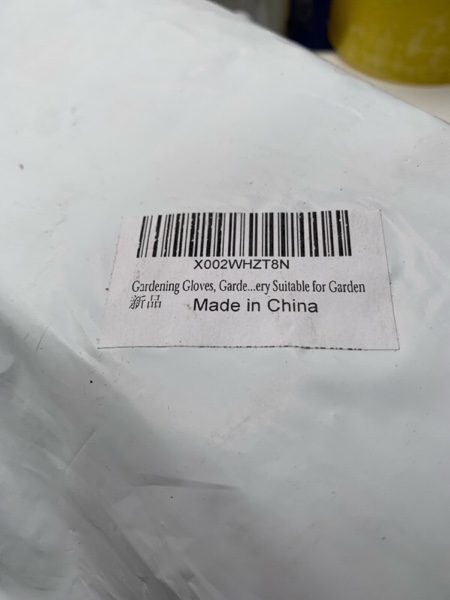 X002WHZT8N
Gardening Gloves, Garde...ery Suitable for Garden
新品 Made in China